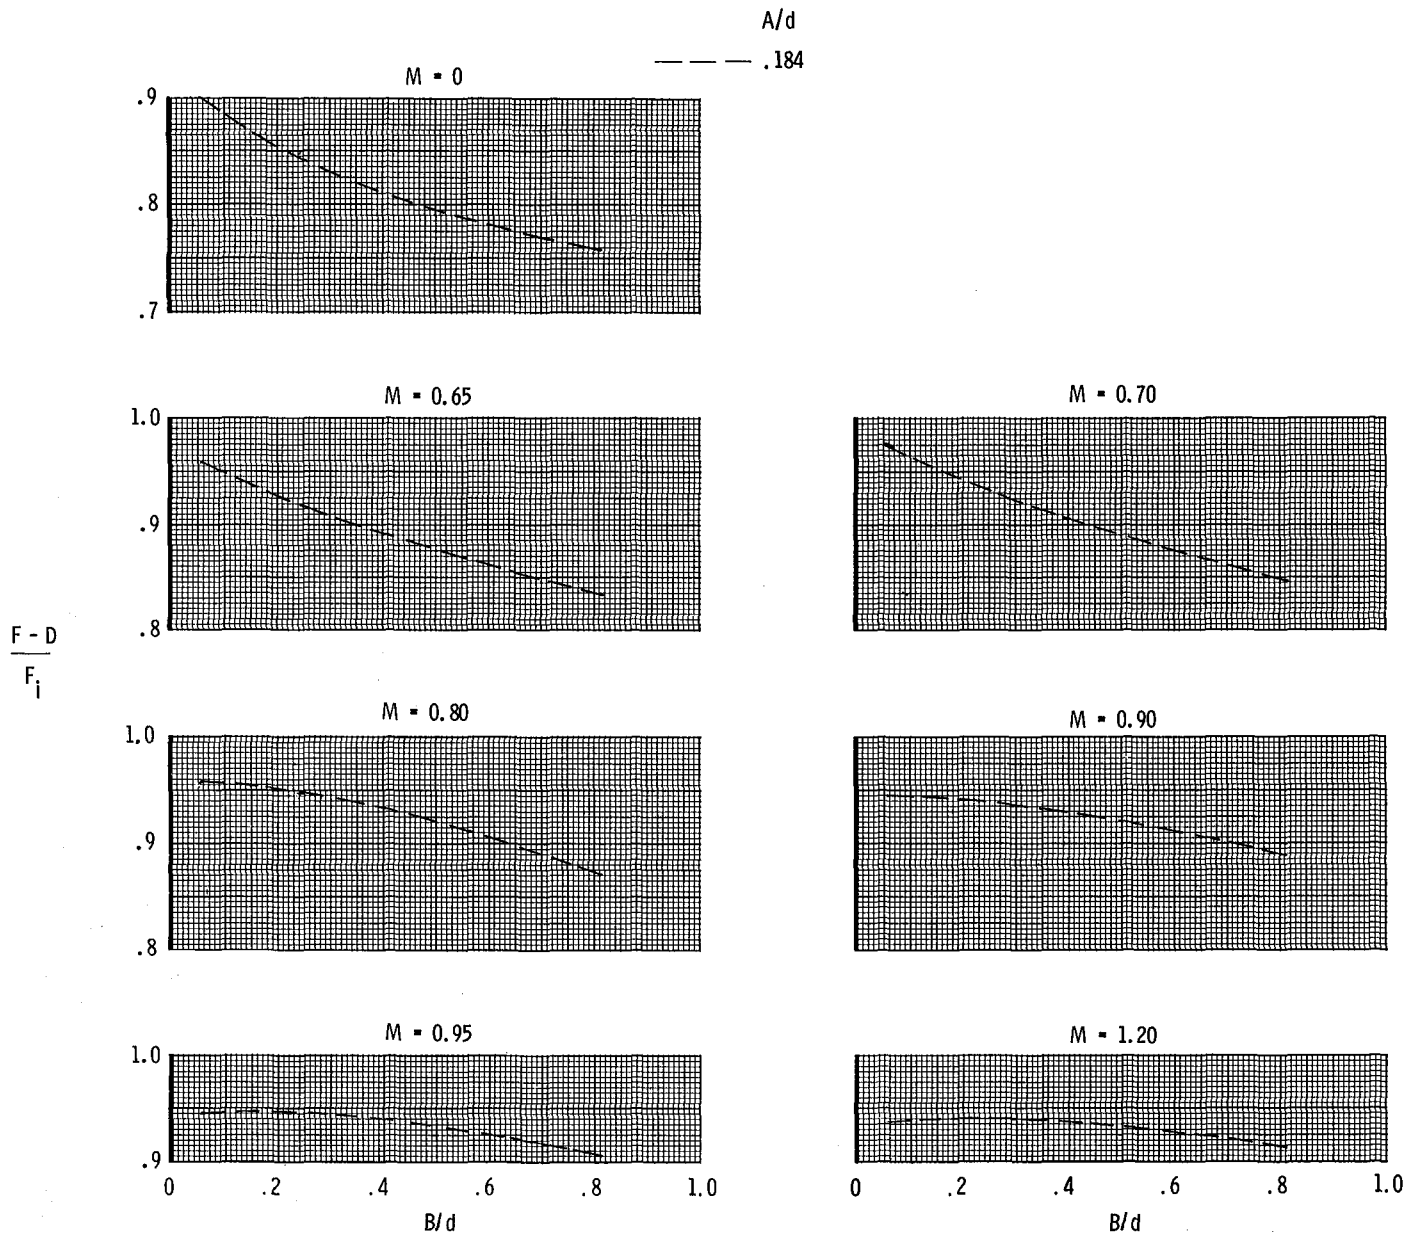 A/d
.184
M = 0
.9
.8
.7
M = 0.65
1.0
.9
.8
M = 0.70
F - D
Fi
M = 0.80
1.0
.9
.8
M = 0.90
M = 0.95
1.0
.9
0 .2 .4 .6 .8 1.0
B/d
M = 1.20
0 .2 .4 .6 .8 1.0
B/d